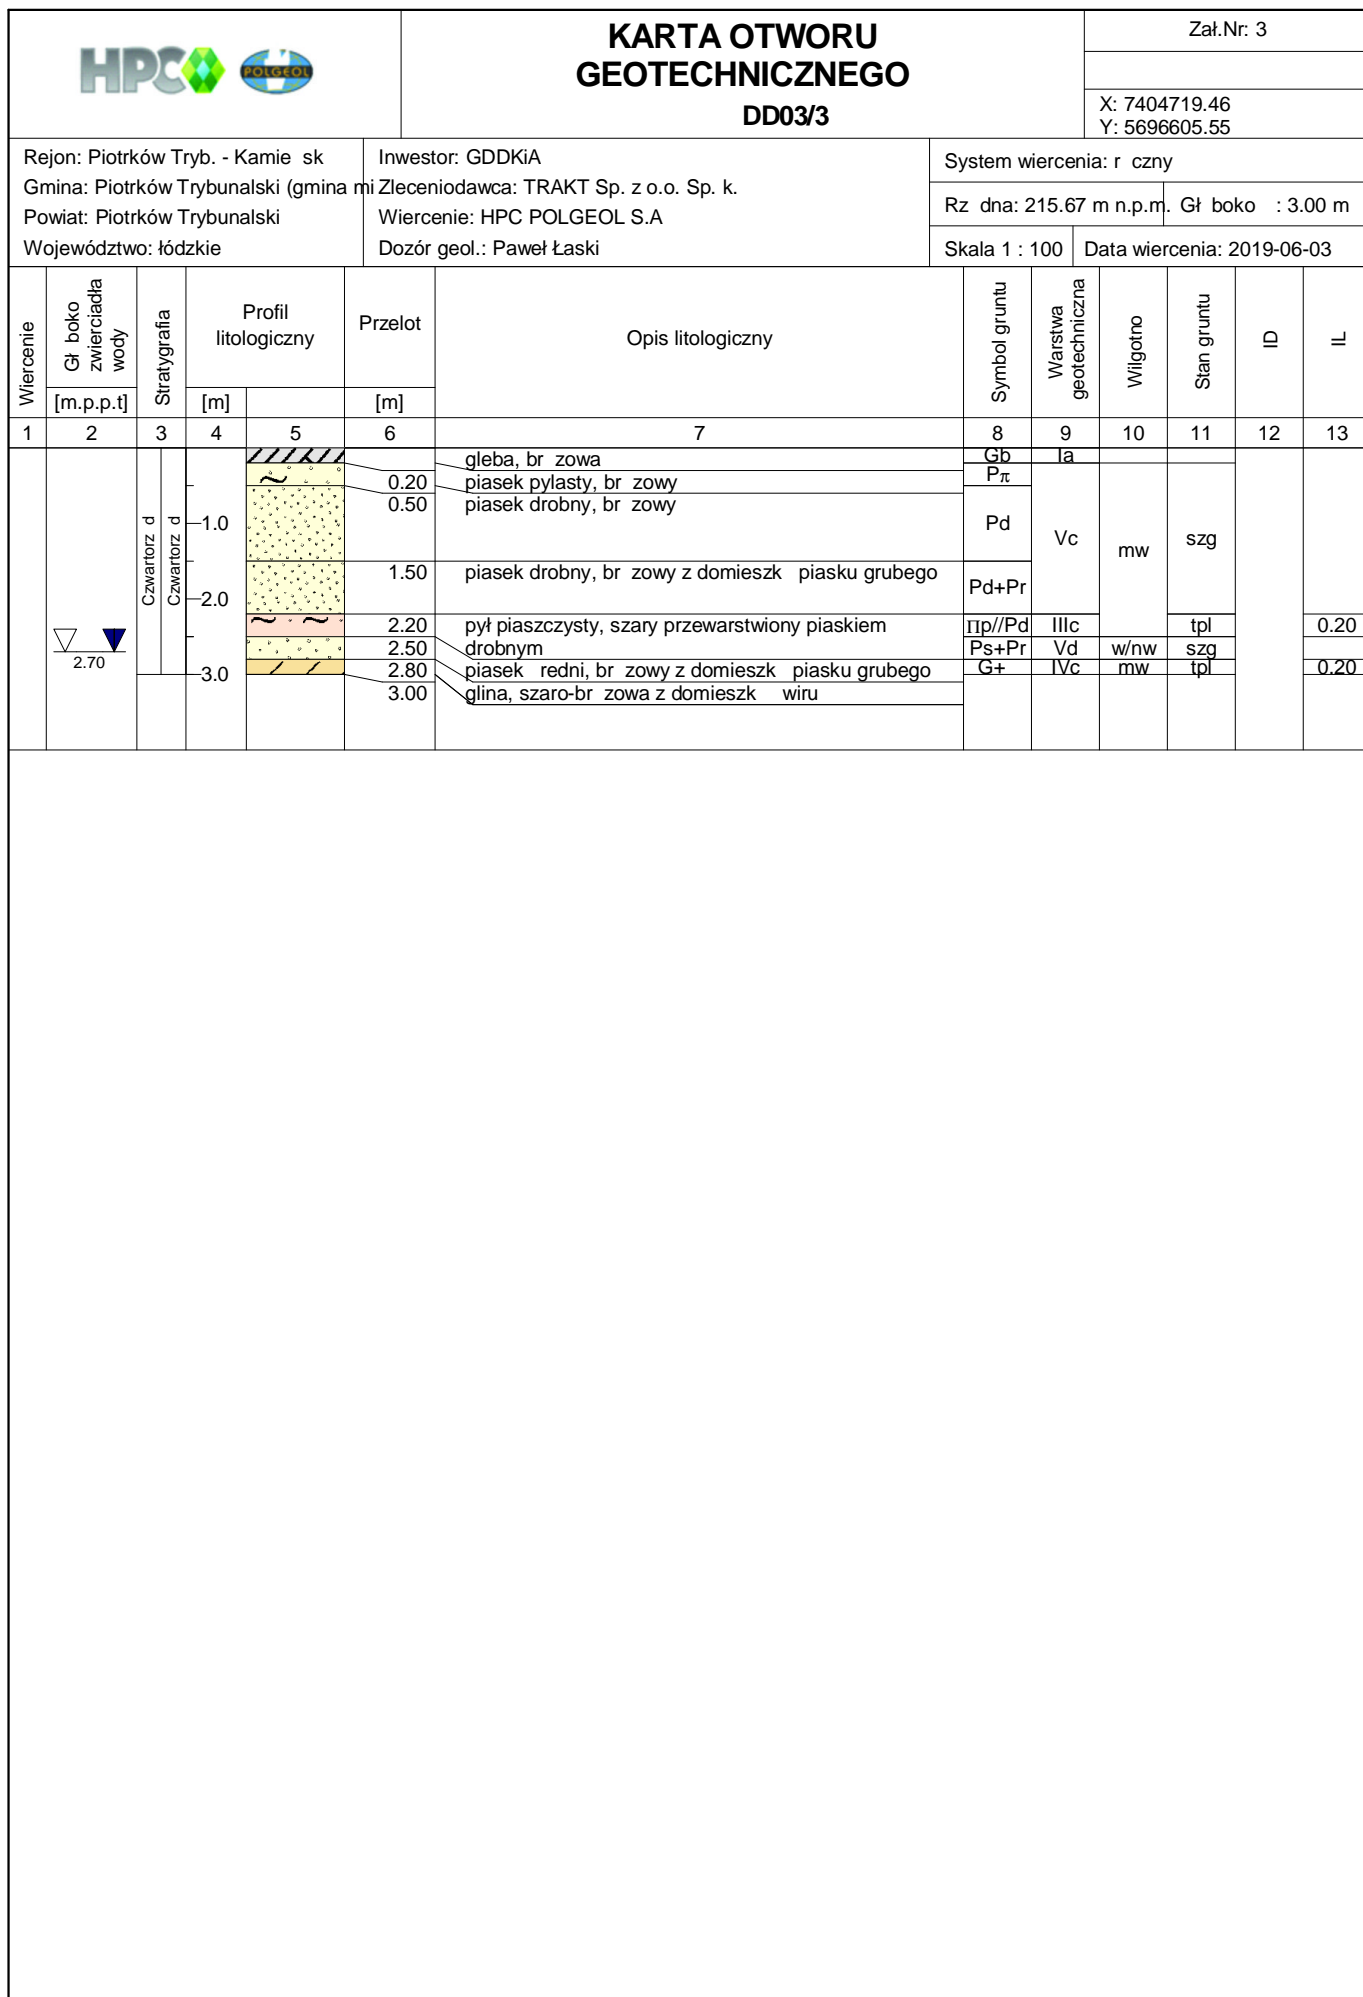 HPC POLGEOL
KARTA OTWORU
GEOTECHNICZNEGO
DD03/3
Zał.Nr: 3
X: 7404719.46
Y: 5696605.55
Rejon: Piotrków Tryb. - Kamie sk
Gmina: Piotrków Trybunalski (gmina mi
Powiat: Piotrków Trybunalski
Województwo: łódzkie
Inwestor: GDDKiA
Zleceniodawca: TRAKT Sp. z o.o. Sp. k.
Wiercenie: HPC POLGEOL S.A
Dozór geol.: Paweł Łaski
System wiercenia: r czny
Rz dna: 215.67 m n.p.m. Gł boko : 3.00 m
Skala 1 : 100 Data wiercenia: 2019-06-03
Wiercenie
Gł boko
zwierciadła
wody
[m.p.p.t]
Stratygrafia
Profil
litologiczny
[m]
Przelot
[m]
Opis litologiczny
Symbol gruntu
Warstwa
geotechniczna
Wilgotno
Stan gruntu
ID
IL
1 2 3 4 5 6 7 8 9 10 11 12 13
Czwartorz d
Czwartorz d
gleba, br zowa Gb Ia
0.20 piasek pylasty, br zowy Pπ
0.50 piasek drobny, br zowy
1.0 Pd Vc mw szg
1.50 piasek drobny, br zowy z domieszk piasku grubego Pd+Pr
2.0
2.20 pył piaszczysty, szary przewarstwiony piaskiem Πp//Pd IIIc tpl 0.20
2.50 drobnym Ps+Pr Vd w/nw szg
2.70
2.80 piasek redni, br zowy z domieszk piasku grubego G+ IVc mw tpl 0.20
3.0
3.00 glina, szaro-br zowa z domieszk wiru